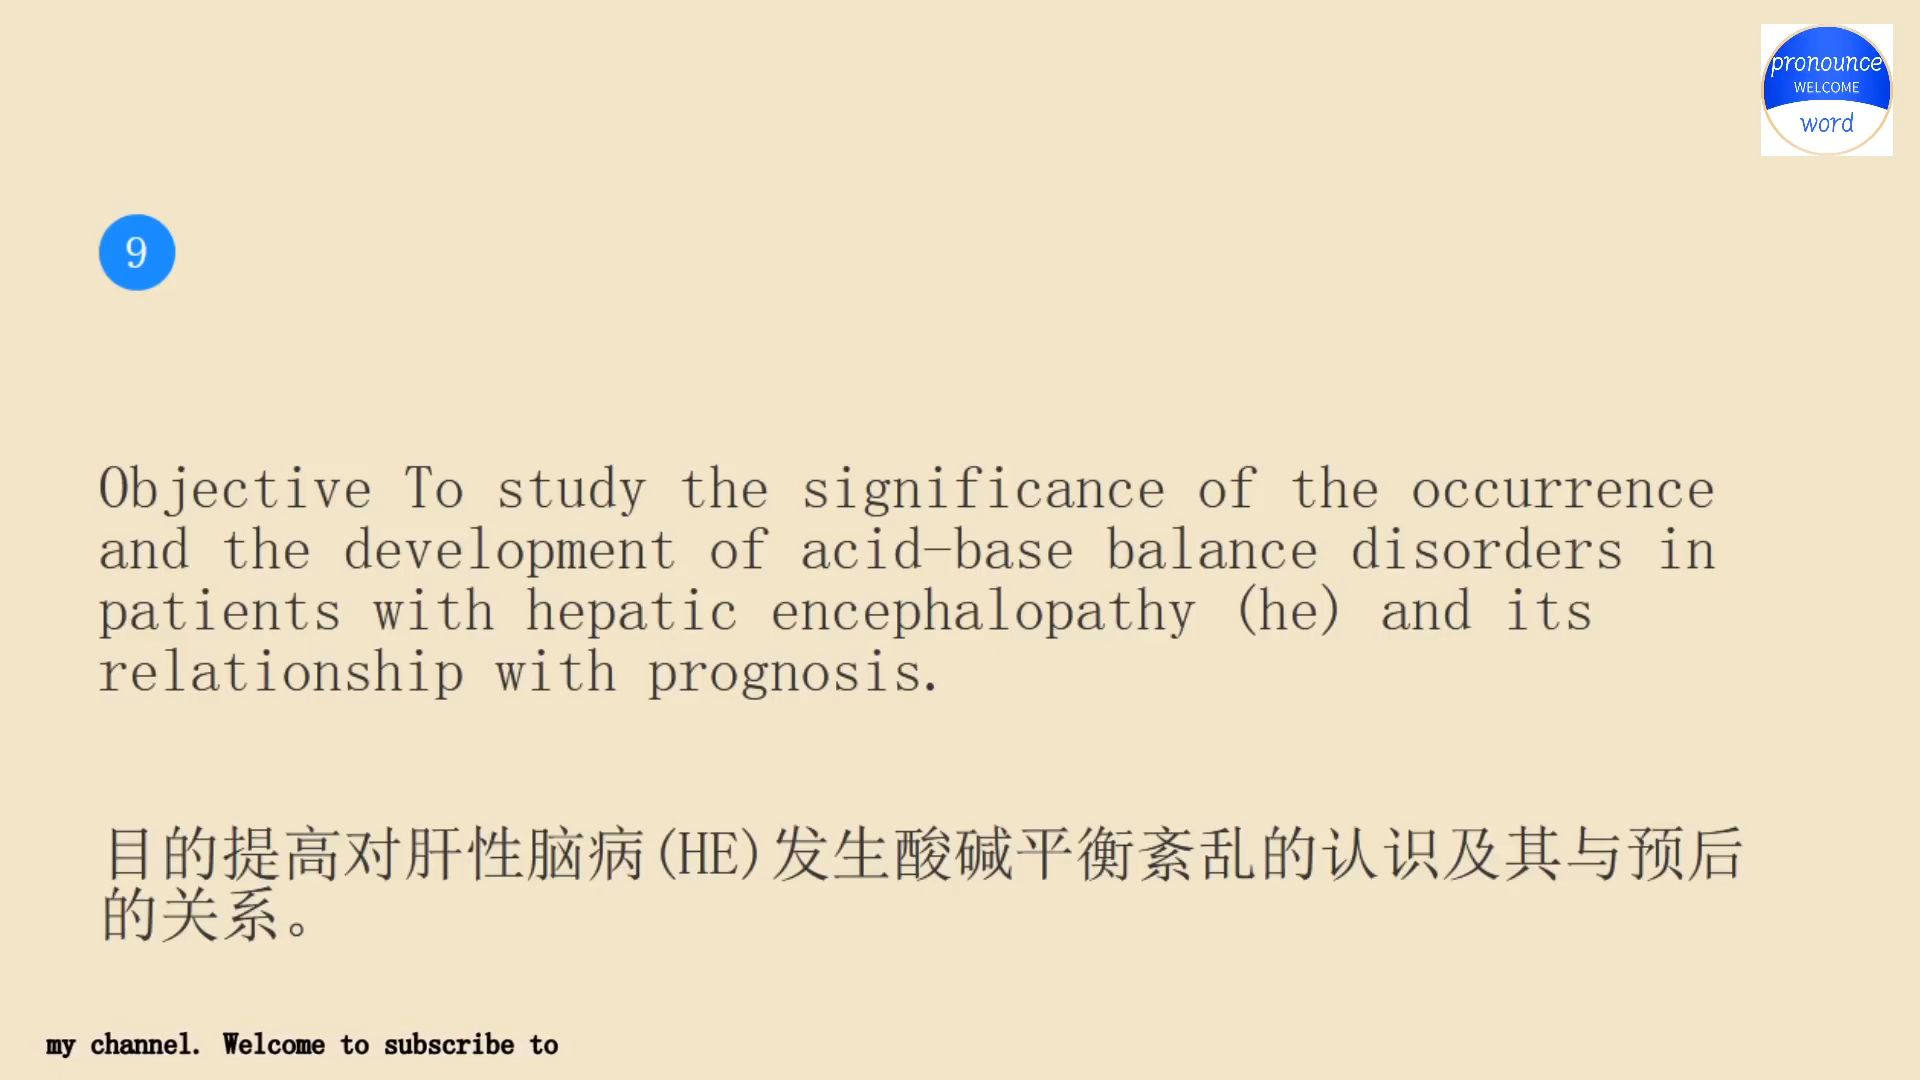 pronounce
WELCOME
word
9
Objective To study the significance of the occurrence
and the development of acid-base balance disorders in
patients with hepatic encephalopathy (he) and its
relationship with prognosis.
目的提高对肝性脑病(HE)发生酸碱平衡紊乱的认识及其与预后
的关系。
my channel. Welcome to subscribe to